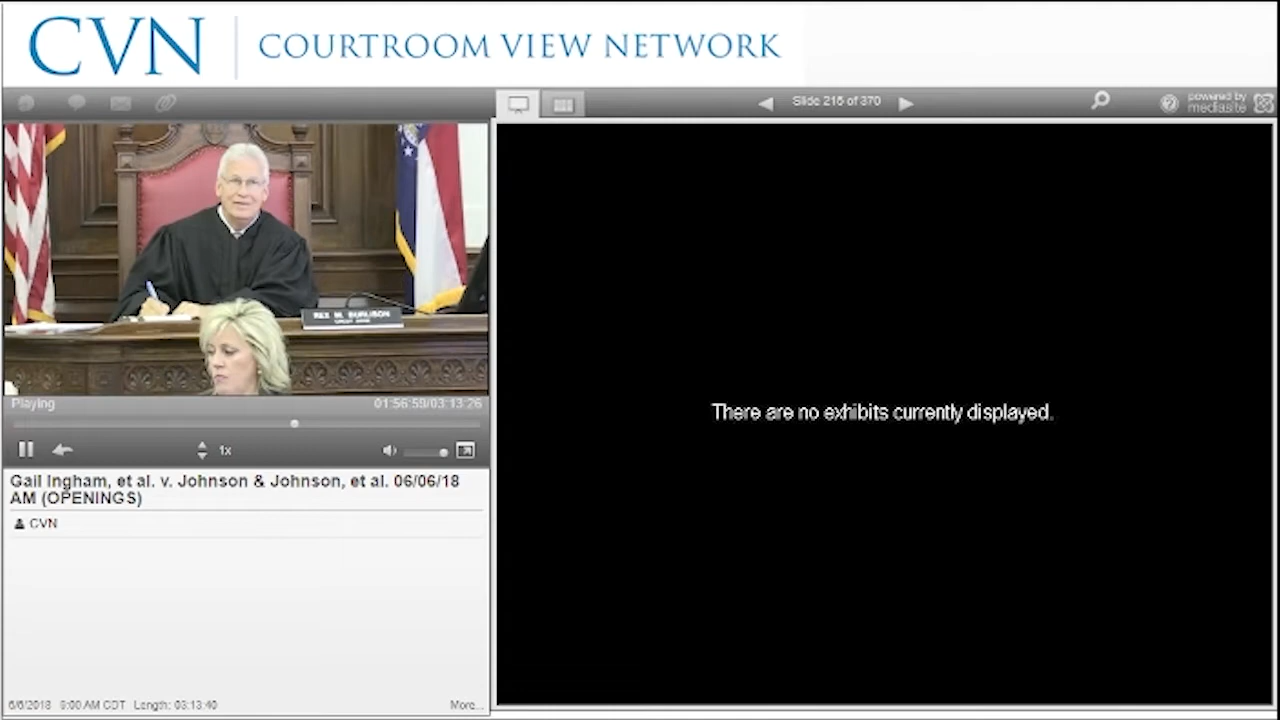 CVN
COURTROOM VIEW NETWORK
Slide 216 of 370
powered by
mediasite
REX M. BURLISON
Playing
01:56:59/03:13:26
1x
There are no exhibits currently displayed.
Gail Ingham, et al. v. Johnson & Johnson, et al. 06/06/18
AM (OPENINGS)
CVN
6/6/2018 9:00 AM CDT Length: 03:13:40
More...